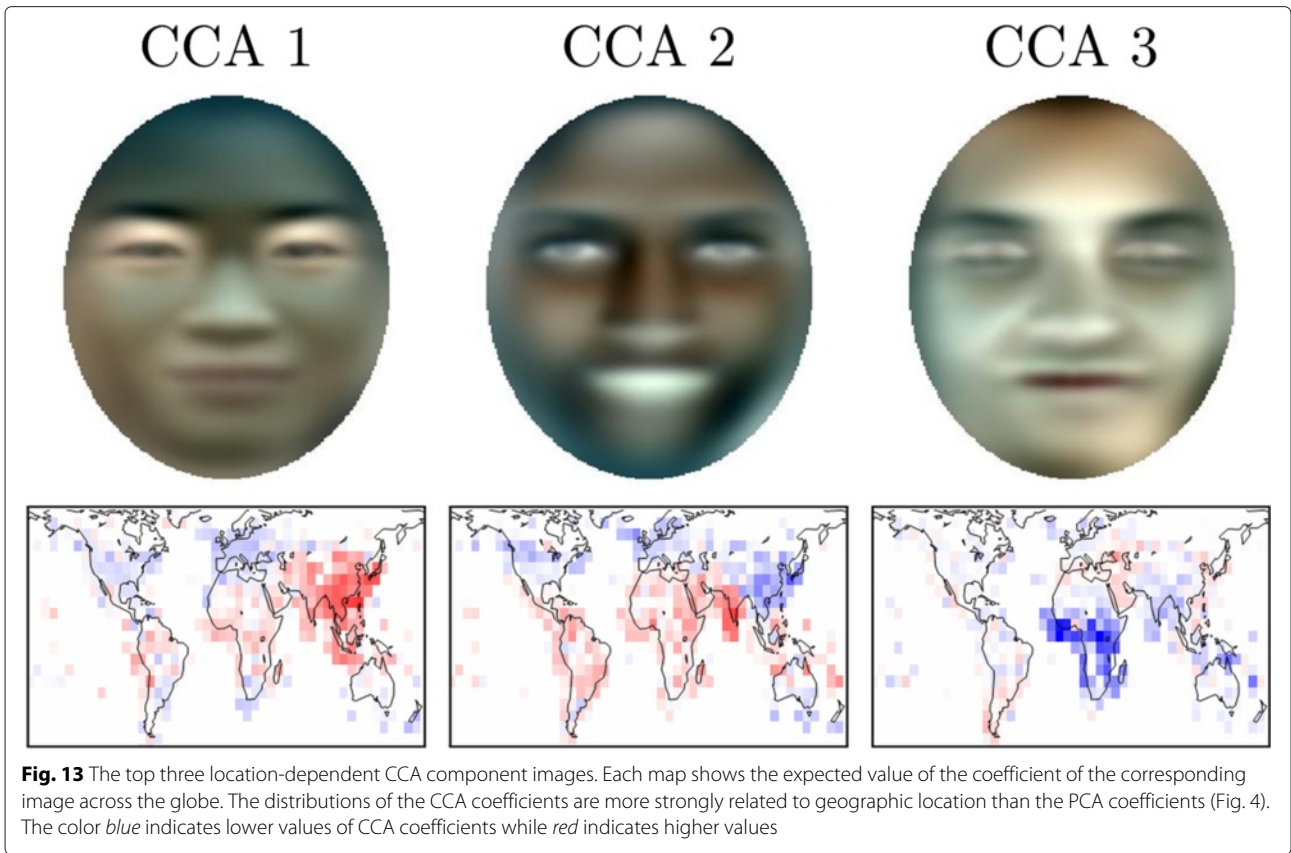 CCA 1
CCA 2
CCA 3
Fig. 13 The top three location-dependent CCA component images. Each map shows the expected value of the coefficient of the corresponding
image across the globe. The distributions of the CCA coefficients are more strongly related to geographic location than the PCA coefficients (Fig. 4).
The color blue indicates lower values of CCA coefficients while red indicates higher values